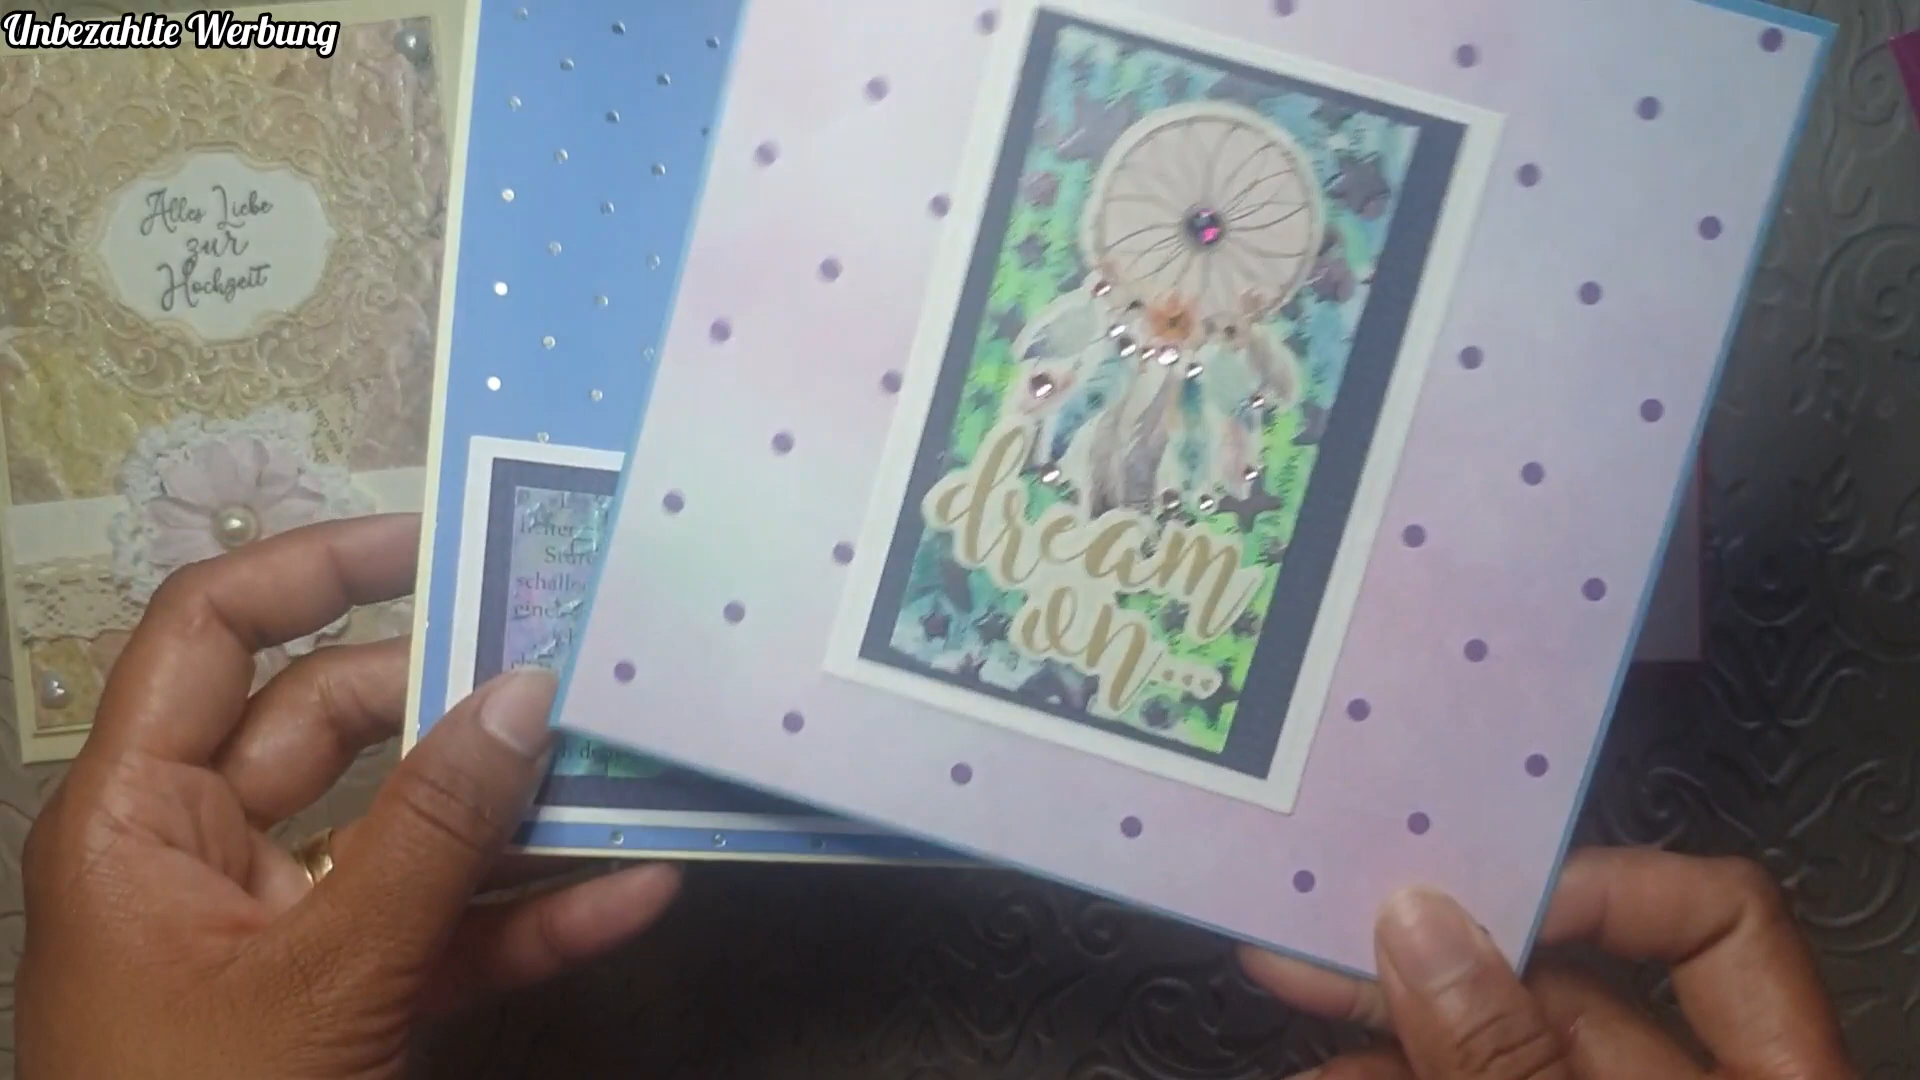 Unbezahlte Werbung
Alles Liebe
zur
Hochzeit
dream
on...